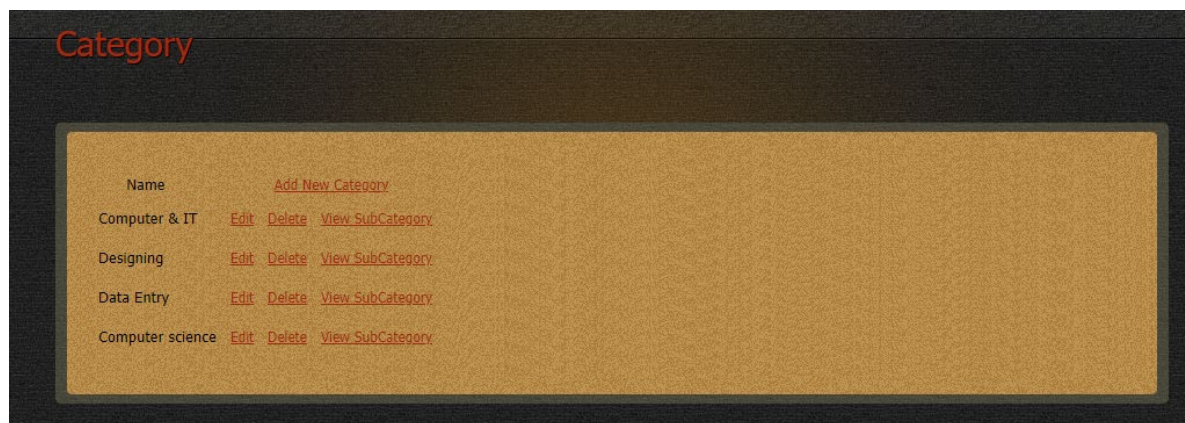 Category
Name Add New Category
Computer & IT Edit Delete View SubCategory
Designing Edit Delete View SubCategory
Data Entry Edit Delete View SubCategory
Computer science Edit Delete View SubCategory